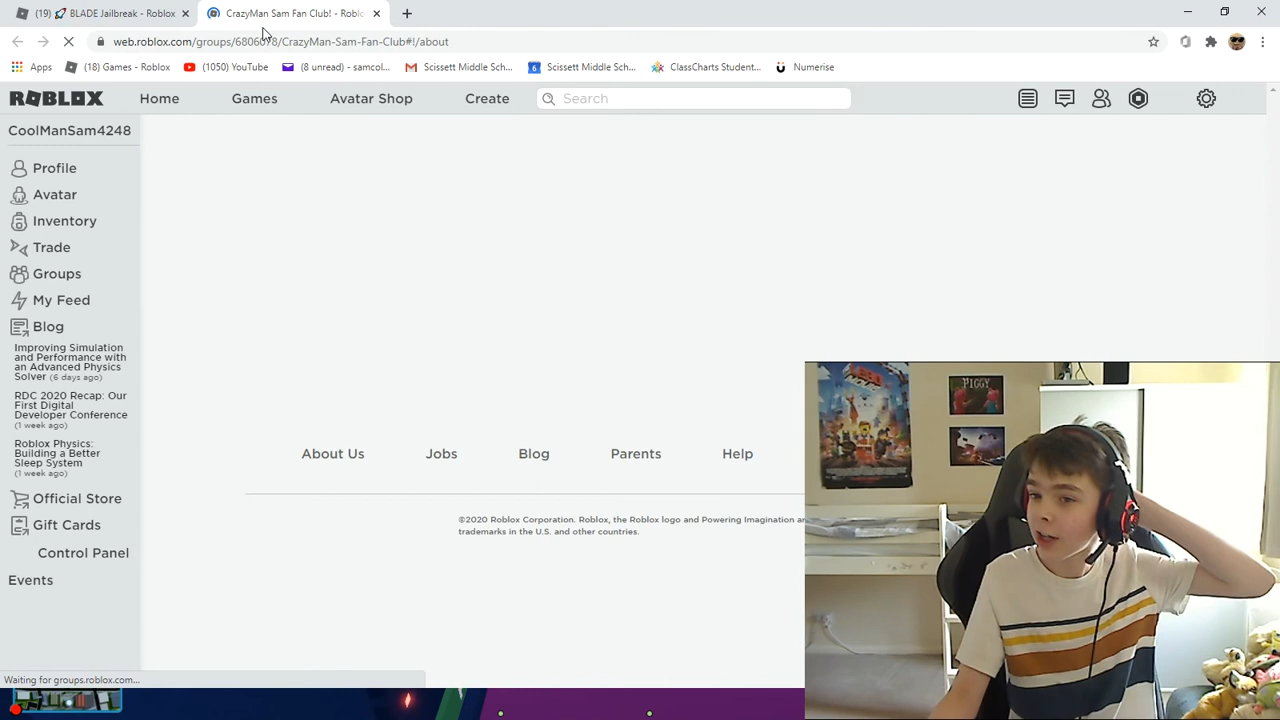 (19) 🚀 BLADE Jailbreak - Roblox
CrazyMan Sam Fan Club! - Roblo
web.roblox.com/groups/6806078/CrazyMan-Sam-Fan-Club#!/about
Apps
(18) Games - Roblox
(1050) YouTube
(8 unread) - samcol...
Scissett Middle Sch...
6
Scissett Middle Sch...
ClassCharts Student...
Numerise
ROBLOX
Home
Games
Avatar Shop
Create
Search
CoolManSam4248
Profile
Avatar
Inventory
Trade
Groups
My Feed
Blog
Improving Simulation
and Performance with
an Advanced Physics
Solver (6 days ago)
RDC 2020 Recap: Our
First Digital
Developer Conference
(1 week ago)
Roblox Physics:
Building a Better
Sleep System
(1 week ago)
Official Store
Gift Cards
Control Panel
Events
About Us
Jobs
Blog
Parents
Help
©2020 Roblox Corporation. Roblox, the Roblox logo and Powering Imagination a
trademarks in the U.S. and other countries.
Waiting for groups.roblox.com...
LEGO
PIGGY